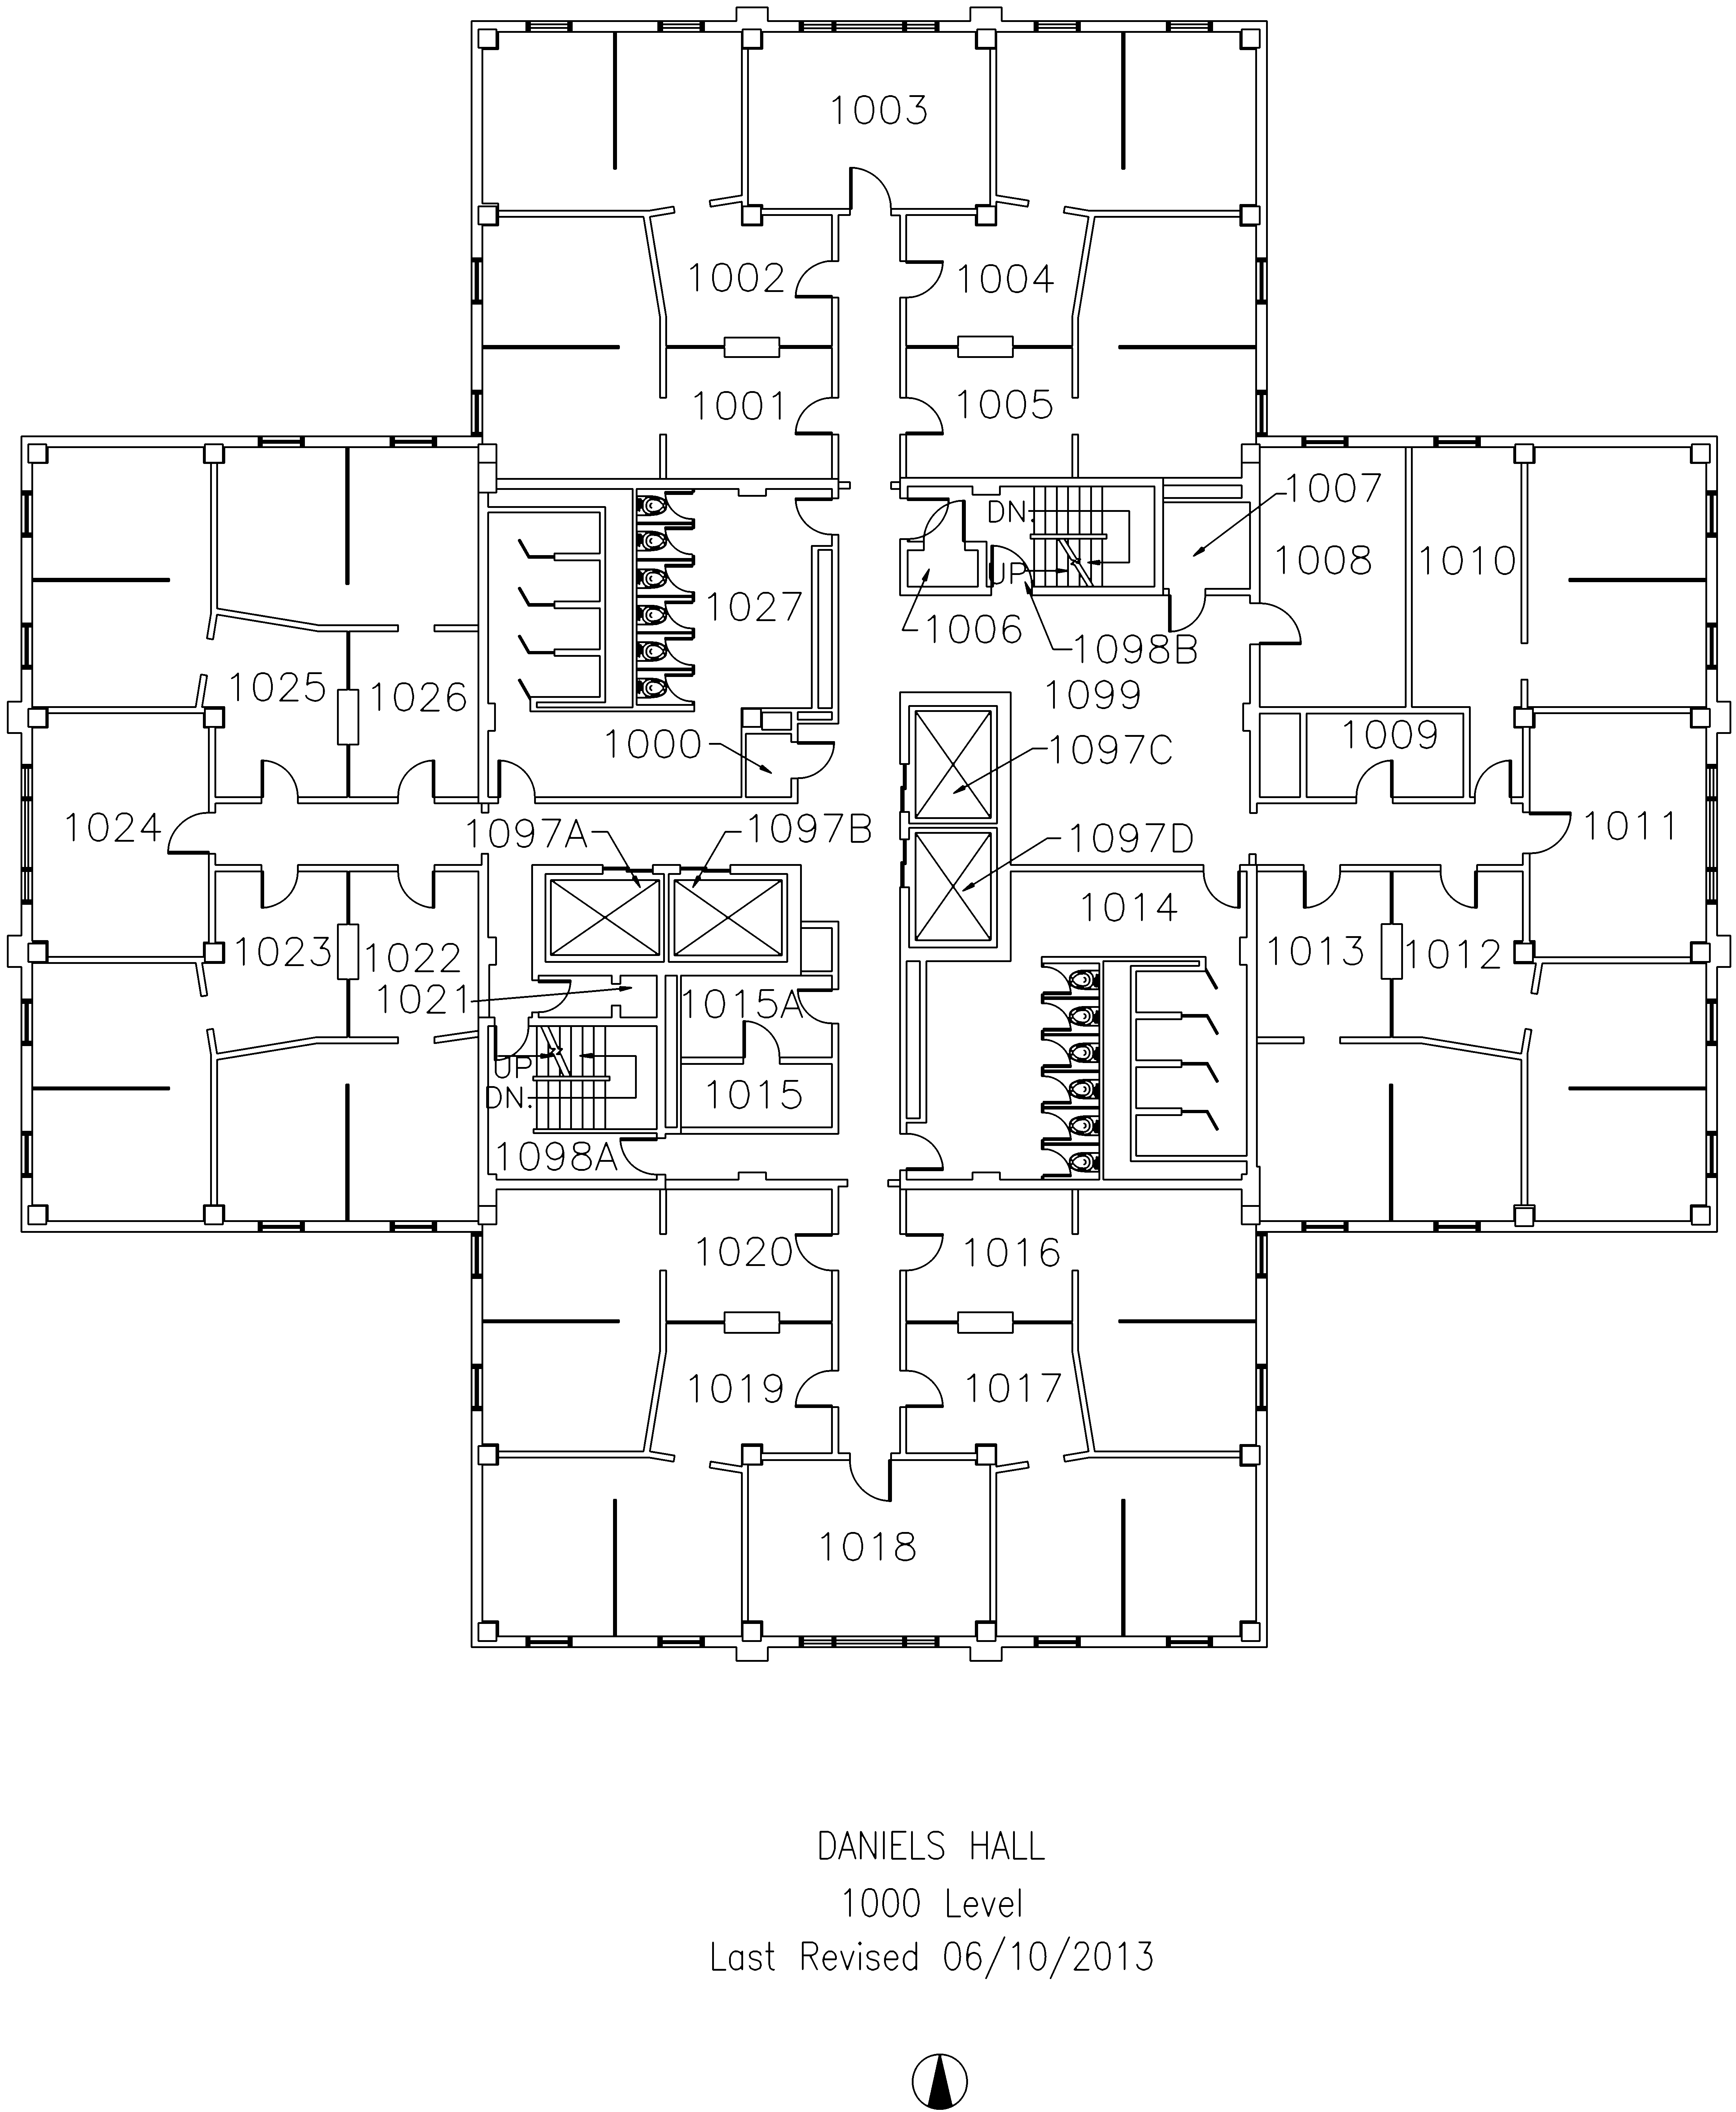 1003
1002
1004
1001
1005
DN.
1007
1008
1010
UP
1027
1006
1098B
1025
1026
1099
1000
1097C
1009
1024
1097A
1097B
1097D
1011
1014
1023
1022
1013
1012
1021
1015A
UP
DN.
1015
1098A
1020
1016
1019
1017
1018
DANIELS HALL
1000 Level
Last Revised 06/10/2013